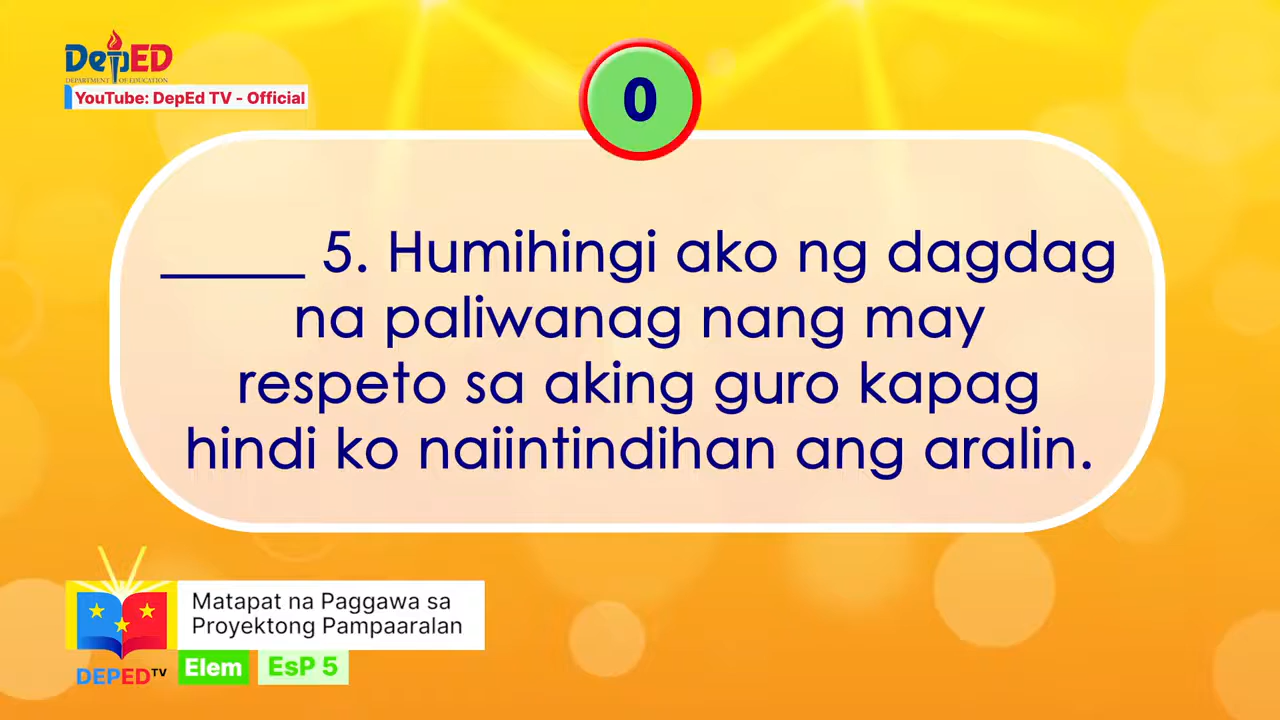 DepED
DEPARTMENT OF EDUCATION
YouTube: DepEd TV - Official
0
_____ 5. Humihingi ako ng dagdag
na paliwanag nang may
respeto sa aking guro kapag
hindi ko naiintindihan ang aralin.
Matapat na Paggawa sa
Proyektong Pampaaralan
DEPED TV
Elem EsP 5